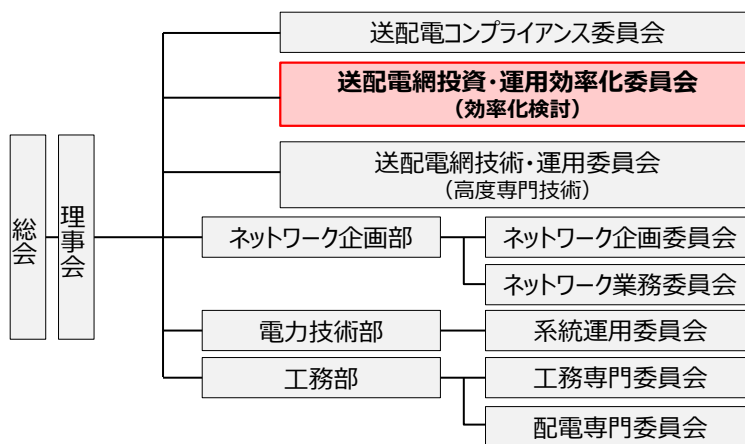 送配電コンプライアンス委員会
送配電網投資・運用効率化委員会
（効率化検討）
送配電網技術・運用委員会
（高度専門技術）
総会
理事会
ネットワーク企画部
ネットワーク企画委員会
ネットワーク業務委員会
電力技術部
系統運用委員会
工務部
工務専門委員会
配電専門委員会